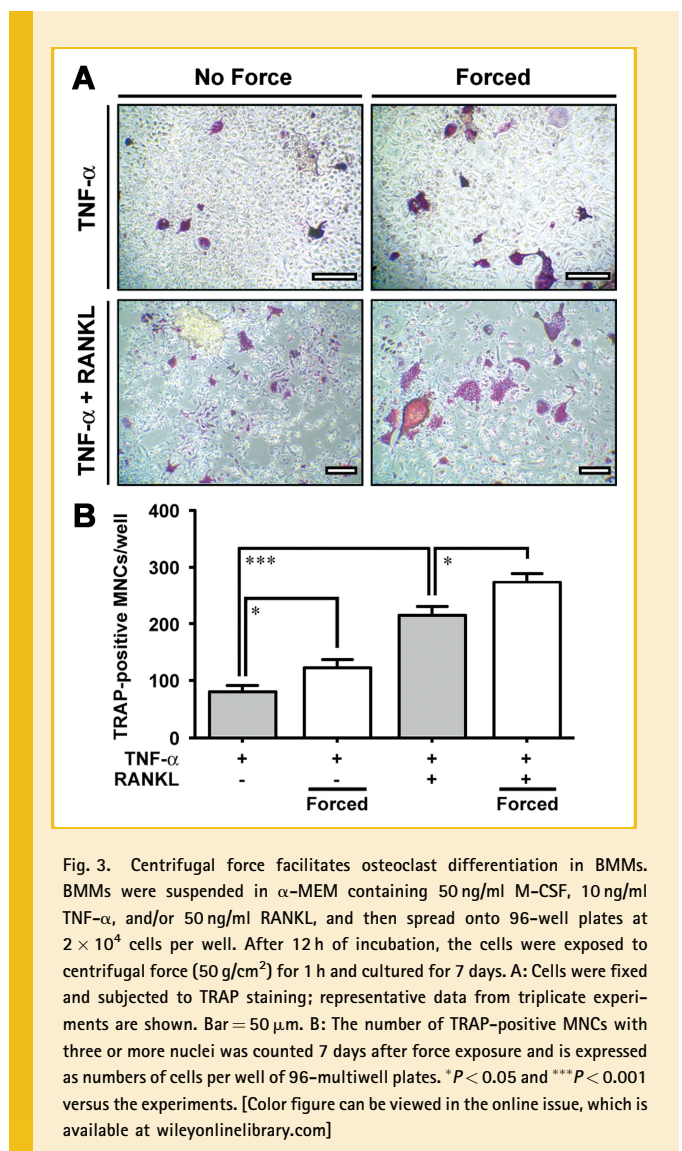 A
No Force
Forced
TNF-α
TNF-α + RANKL
B
TRAP-positive MNCs/well
400
300
200
100
0
***
*
*
TNF-α + + + +
RANKL - - + +
Forced Forced
Fig. 3. Centrifugal force facilitates osteoclast differentiation in BMMs.
BMMs were suspended in α-MEM containing 50 ng/ml M-CSF, 10 ng/ml
TNF-α, and/or 50 ng/ml RANKL, and then spread onto 96-well plates at
2 × 10⁴ cells per well. After 12 h of incubation, the cells were exposed to
centrifugal force (50 g/cm²) for 1 h and cultured for 7 days. A: Cells were fixed
and subjected to TRAP staining; representative data from triplicate experi-
ments are shown. Bar = 50 μm. B: The number of TRAP-positive MNCs with
three or more nuclei was counted 7 days after force exposure and is expressed
as numbers of cells per well of 96-multiwell plates. *P < 0.05 and ***P < 0.001
versus the experiments. [Color figure can be viewed in the online issue, which is
available at wileyonlinelibrary.com]